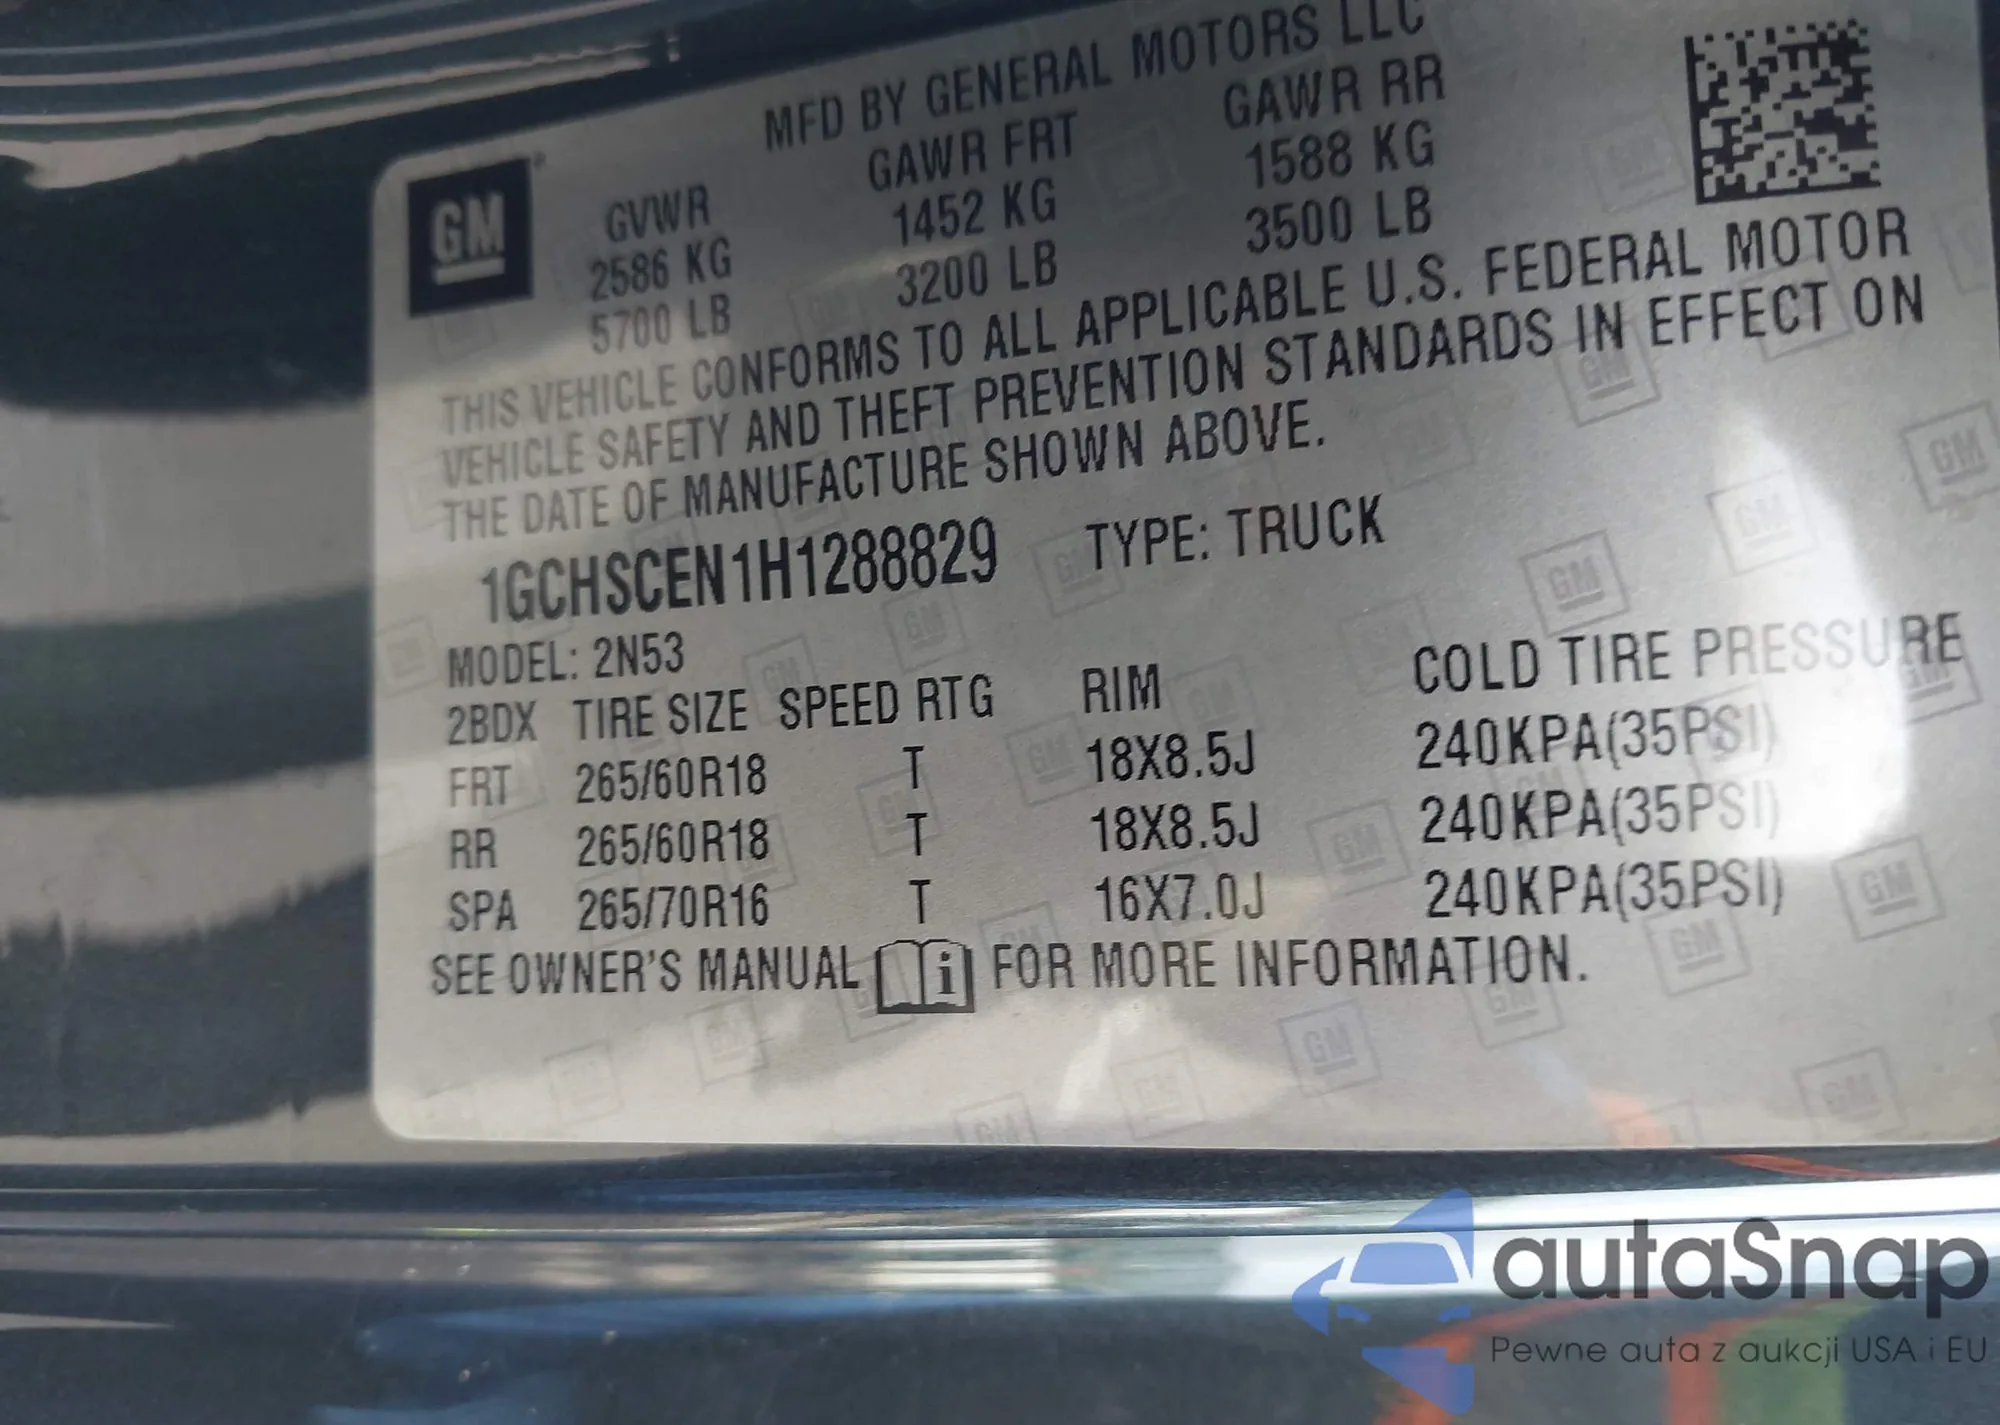 MFD BY GENERAL MOTORS LLC
GM
GVWR GAWR FRT GAWR RR
2586 KG 1452 KG 1588 KG
5700 LB 3200 LB 3500 LB
THIS VEHICLE CONFORMS TO ALL APPLICABLE U.S. FEDERAL MOTOR
VEHICLE SAFETY AND THEFT PREVENTION STANDARDS IN EFFECT ON
THE DATE OF MANUFACTURE SHOWN ABOVE.
1GCHSCEN1H1288829 TYPE: TRUCK
MODEL: 2N53
2BDX TIRE SIZE SPEED RTG RIM COLD TIRE PRESSURE
FRT 265/60R18 T 18X8.5J 240KPA(35PSI)
RR 265/60R18 T 18X8.5J 240KPA(35PSI)
SPA 265/70R16 T 16X7.0J 240KPA(35PSI)
SEE OWNER'S MANUAL i FOR MORE INFORMATION.
autaSnap
Pewne auta z aukcji USA i EU